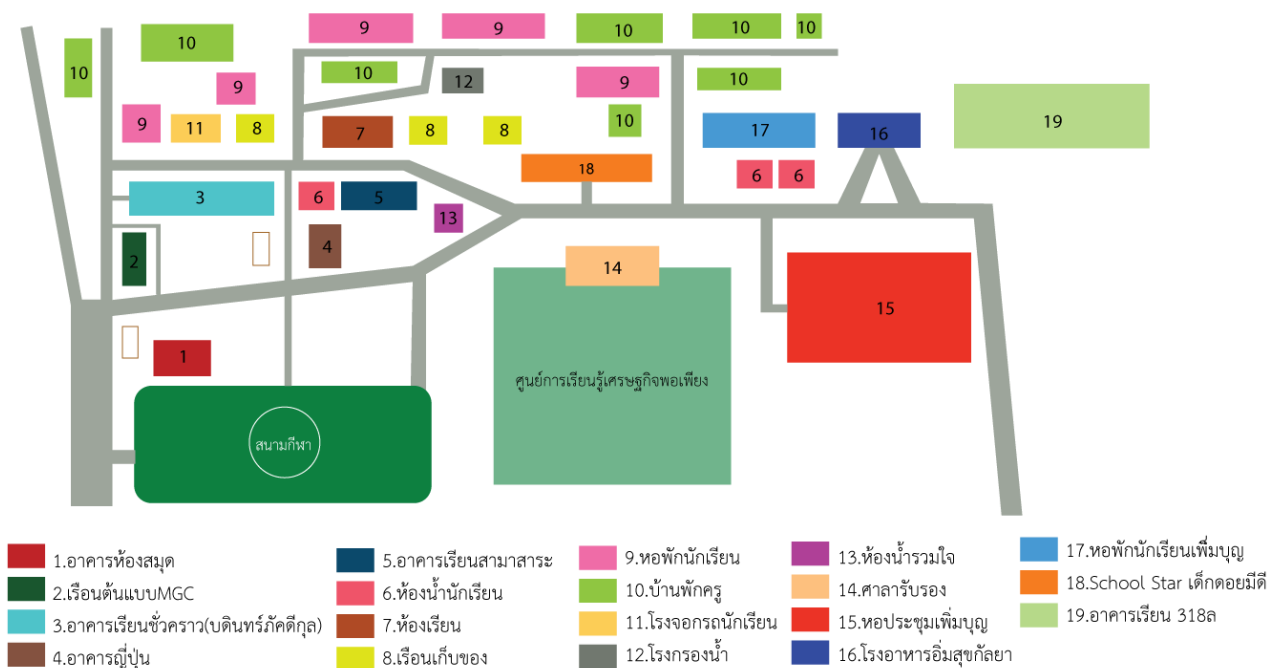 9
9
10
10
10
10
10
10
9
12
9
10
10
9
11
8
7
8
8
17
16
19
18
6
6
3
6
5
13
2
4
14
15
1
ศูนย์การเรียนรู้เศรษฐกิจพอเพียง
สนามกีฬา
1.อาคารห้องสมุด
2.เรือนต้นแบบMGC
3.อาคารเรียนชั่วคราว(บดินทร์ภัคดีกุล)
4.อาคารญี่ปุ่น
5.อาคารเรียนสามาสาระ
6.ห้องน้ำนักเรียน
7.ห้องเรียน
8.เรือนเก็บของ
9.หอพักนักเรียน
10.บ้านพักครู
11.โรงจอกรถนักเรียน
12.โรงกรองน้ำ
13.ห้องน้ำรวมใจ
14.ศาลารับรอง
15.หอประชุมเพิ่มบุญ
16.โรงอาหารอิ่มสุขกัลยา
17.หอพักนักเรียนเพิ่มบุญ
18.School Star เด็กดอยมีดี
19.อาคารเรียน 318ล